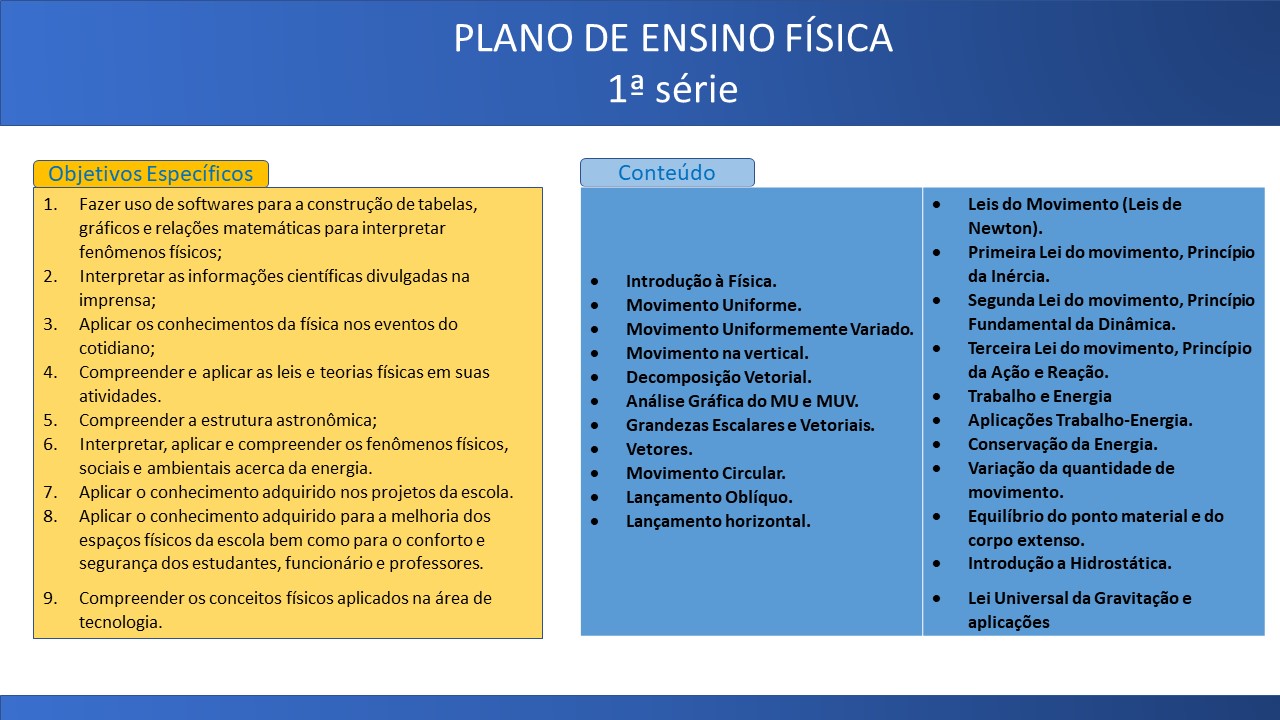 PLANO DE ENSINO FÍSICA
1ª série
Objetivos Específicos
1. Fazer uso de softwares para a construção de tabelas,
gráficos e relações matemáticas para interpretar
fenômenos físicos;
2. Interpretar as informações científicas divulgadas na
imprensa;
3. Aplicar os conhecimentos da física nos eventos do
cotidiano;
4. Compreender e aplicar as leis e teorias físicas em suas
atividades.
5. Compreender a estrutura astronômica;
6. Interpretar, aplicar e compreender os fenômenos físicos,
sociais e ambientais acerca da energia.
7. Aplicar o conhecimento adquirido nos projetos da escola.
8. Aplicar o conhecimento adquirido para a melhoria dos
espaços físicos da escola bem como para o conforto e
segurança dos estudantes, funcionário e professores.
9. Compreender os conceitos físicos aplicados na área de
tecnologia.
Conteúdo
• Introdução à Física.
• Movimento Uniforme.
• Movimento Uniformemente Variado.
• Movimento na vertical.
• Decomposição Vetorial.
• Análise Gráfica do MU e MUV.
• Grandezas Escalares e Vetoriais.
• Vetores.
• Movimento Circular.
• Lançamento Oblíquo.
• Lançamento horizontal.
• Leis do Movimento (Leis de
Newton).
• Primeira Lei do movimento, Princípio
da Inércia.
• Segunda Lei do movimento, Princípio
Fundamental da Dinâmica.
• Terceira Lei do movimento, Princípio
da Ação e Reação.
• Trabalho e Energia
• Aplicações Trabalho-Energia.
• Conservação da Energia.
• Variação da quantidade de
movimento.
• Equilíbrio do ponto material e do
corpo extenso.
• Introdução a Hidrostática.
• Lei Universal da Gravitação e
aplicações